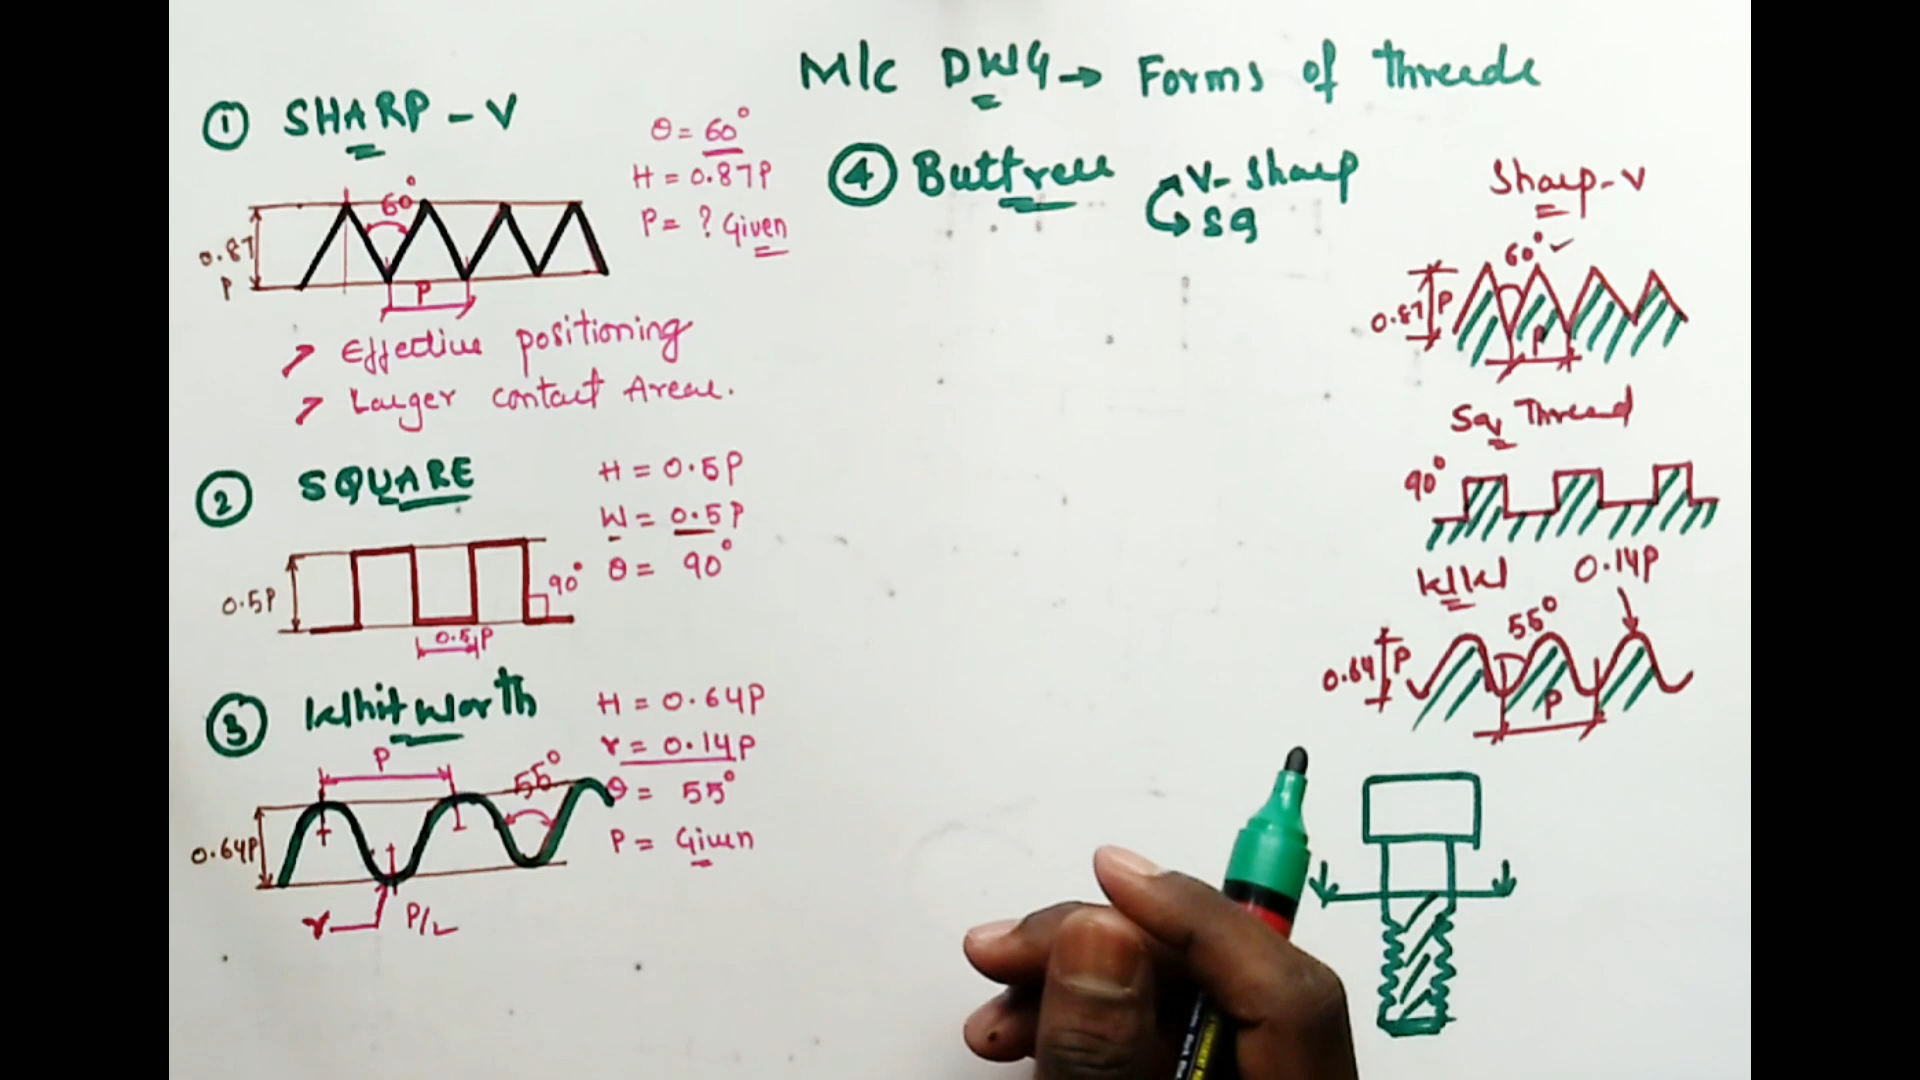 M/c DWG → Forms of threads
① SHARP - V
60°
0.87
P
P
θ = 60°
H = 0.87P
P = ? Given
→ Effective positioning
→ Larger contact Area.
② SQUARE
0.5P
90°
0.5P
H = 0.5P
W = 0.5P
θ = 90°
③ Whitworth
P
55°
0.64P
r
P/2
H = 0.64P
r = 0.14P
θ = 55°
P = Given
④ Buttress
V- Sharp
Sq
Sharp-V
60° ✓
0.87 P
P
Sq Thread
90°
WW
0.14P
55°
0.64 P
P